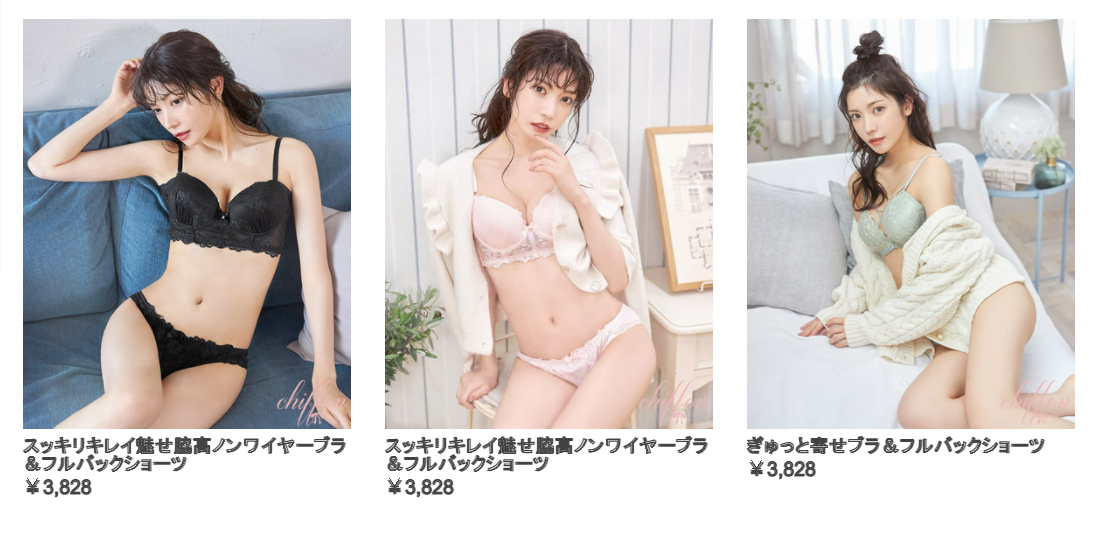 chiffon
chiffon
chiffon
スッキリキレイ魅せ脇高ノンワイヤーブラ
&フルバックショーツ
￥3,828
スッキリキレイ魅せ脇高ノンワイヤーブラ
&フルバックショーツ
￥3,828
ぎゅっと寄せブラ&フルバックショーツ
￥3,828